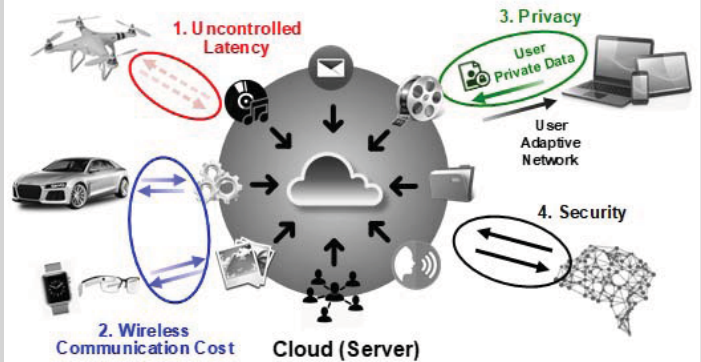 1. Uncontrolled
Latency
3. Privacy
User
Private Data
User
Adaptive
Network
4. Security
2. Wireless
Communication Cost
Cloud (Server)